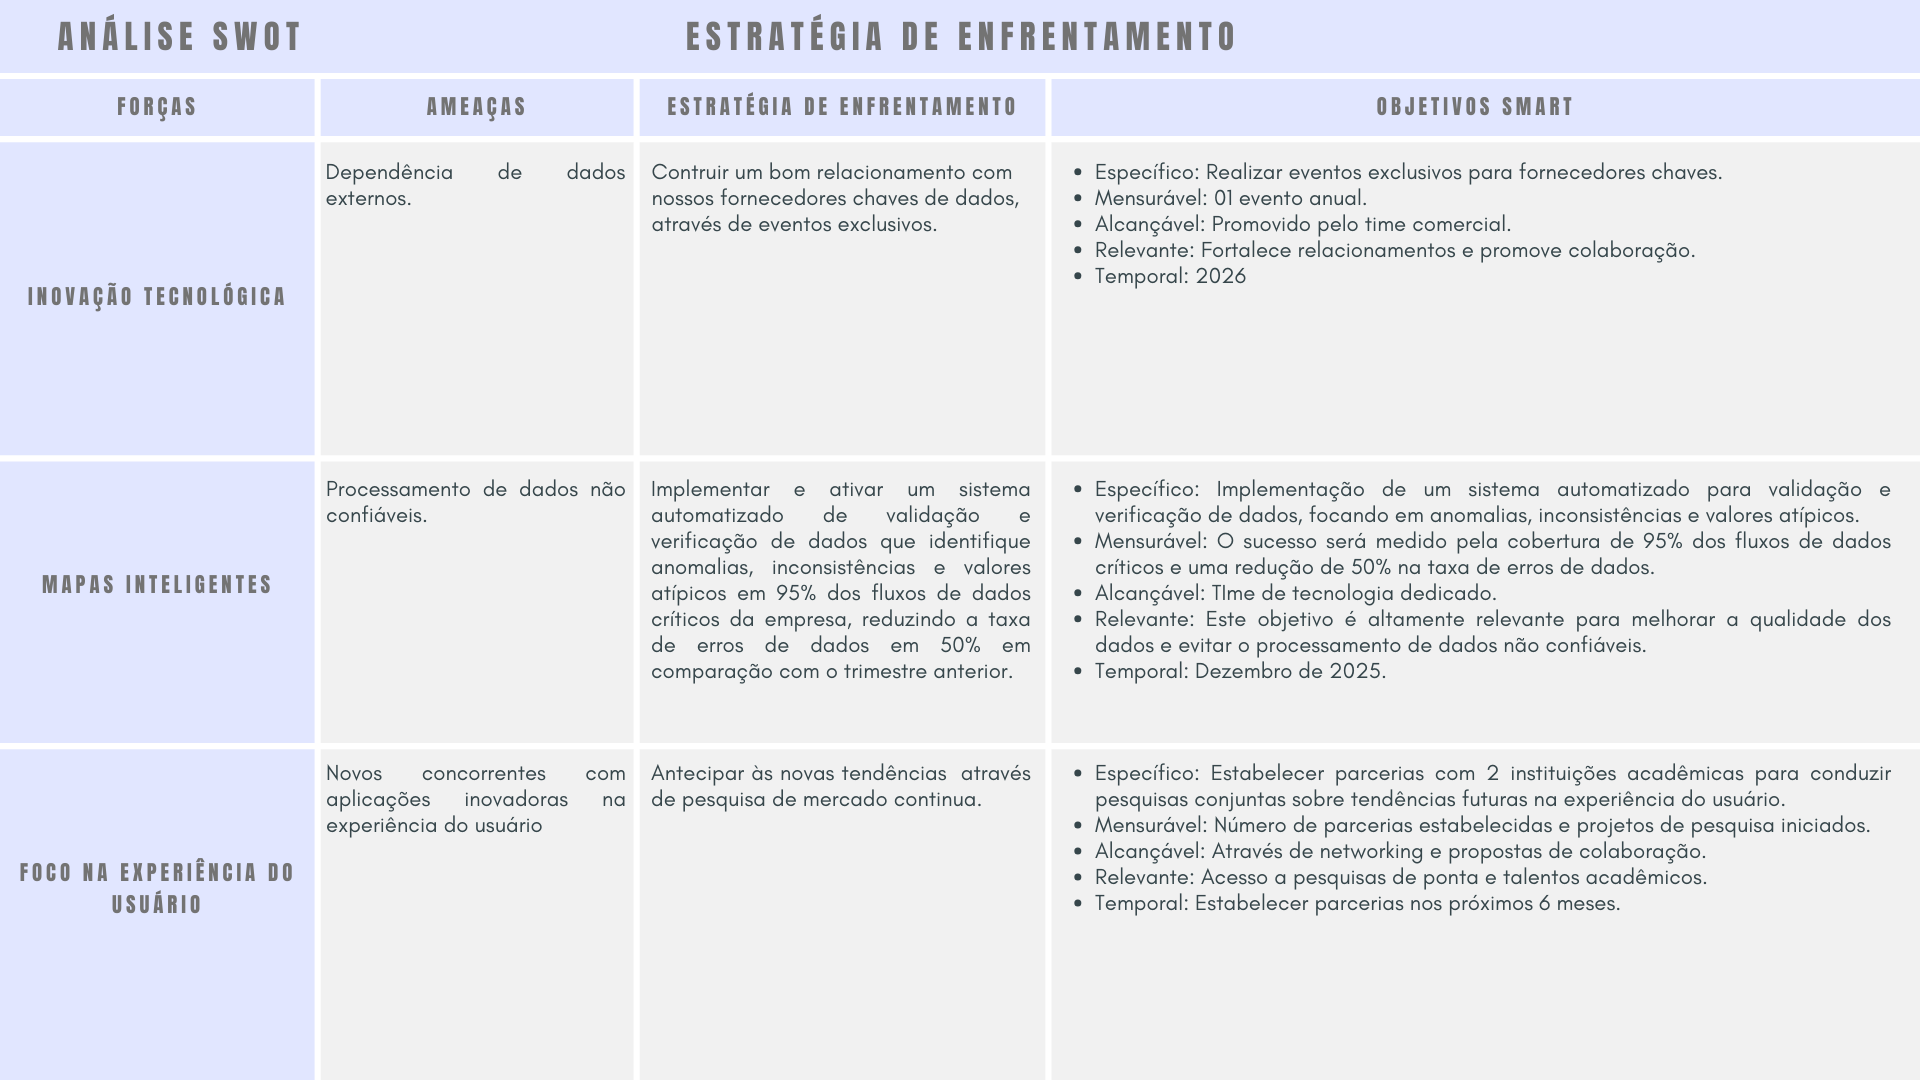 ANÁLISE SWOT
ESTRATÉGIA DE ENFRENTAMENTO
FORÇAS
AMEAÇAS
ESTRATÉGIA DE ENFRENTAMENTO
OBJETIVOS SMART
INOVAÇÃO TECNOLÓGICA
Dependência de dados
externos.
Contruir um bom relacionamento com
nossos fornecedores chaves de dados,
através de eventos exclusivos.
• Específico: Realizar eventos exclusivos para fornecedores chaves.
• Mensurável: 01 evento anual.
• Alcançável: Promovido pelo time comercial.
• Relevante: Fortalece relacionamentos e promove colaboração.
• Temporal: 2026
MAPAS INTELIGENTES
Processamento de dados não
confiáveis.
Implementar e ativar um sistema
automatizado de validação e
verificação de dados que identifique
anomalias, inconsistências e valores
atípicos em 95% dos fluxos de dados
críticos da empresa, reduzindo a taxa
de erros de dados em 50% em
comparação com o trimestre anterior.
• Específico: Implementação de um sistema automatizado para validação e
verificação de dados, focando em anomalias, inconsistências e valores atípicos.
• Mensurável: O sucesso será medido pela cobertura de 95% dos fluxos de dados
críticos e uma redução de 50% na taxa de erros de dados.
• Alcançável: TIme de tecnologia dedicado.
• Relevante: Este objetivo é altamente relevante para melhorar a qualidade dos
dados e evitar o processamento de dados não confiáveis.
• Temporal: Dezembro de 2025.
FOCO NA EXPERIÊNCIA DO
USUÁRIO
Novos concorrentes com
aplicações inovadoras na
experiência do usuário
Antecipar às novas tendências através
de pesquisa de mercado continua.
• Específico: Estabelecer parcerias com 2 instituições acadêmicas para conduzir
pesquisas conjuntas sobre tendências futuras na experiência do usuário.
• Mensurável: Número de parcerias estabelecidas e projetos de pesquisa iniciados.
• Alcançável: Através de networking e propostas de colaboração.
• Relevante: Acesso a pesquisas de ponta e talentos acadêmicos.
• Temporal: Estabelecer parcerias nos próximos 6 meses.